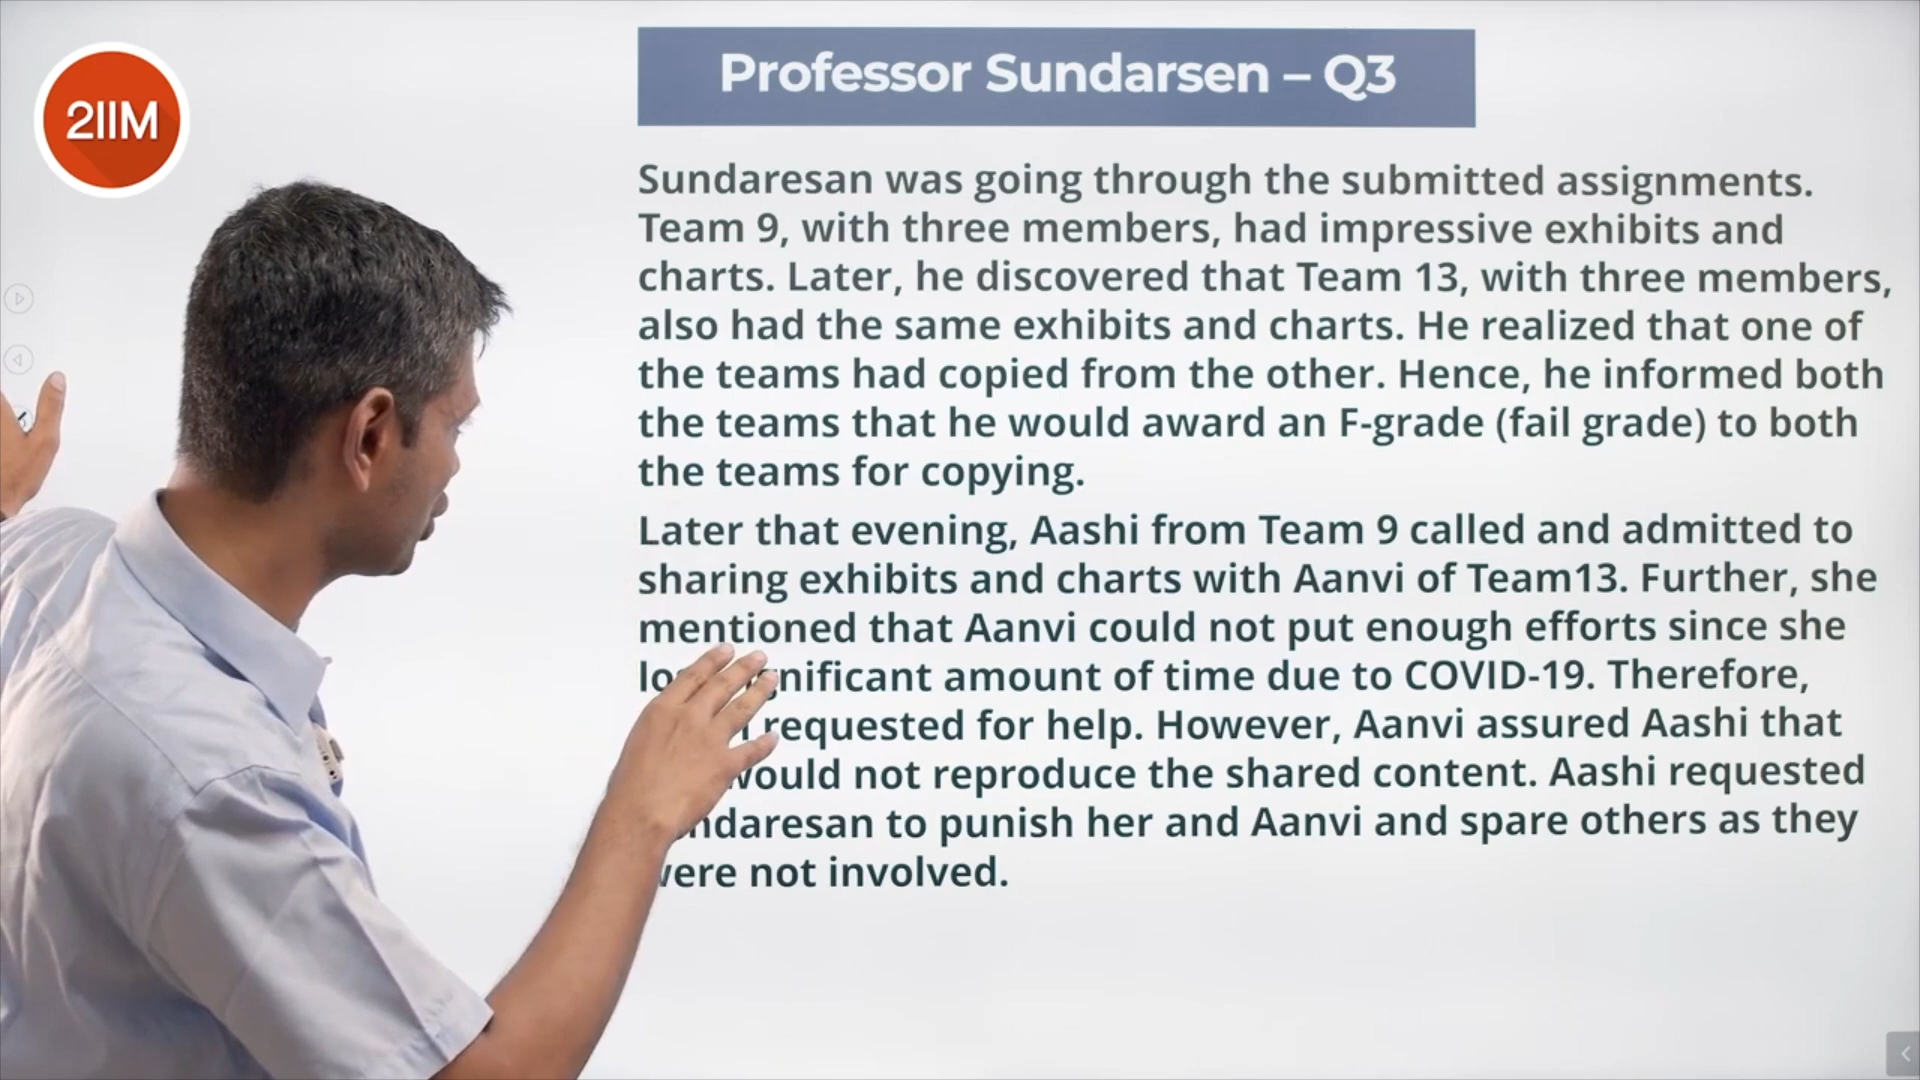 2IIM
Professor Sundarsen – Q3
Sundaresan was going through the submitted assignments.
Team 9, with three members, had impressive exhibits and
charts. Later, he discovered that Team 13, with three members,
also had the same exhibits and charts. He realized that one of
the teams had copied from the other. Hence, he informed both
the teams that he would award an F-grade (fail grade) to both
the teams for copying.
Later that evening, Aashi from Team 9 called and admitted to
sharing exhibits and charts with Aanvi of Team13. Further, she
mentioned that Aanvi could not put enough efforts since she
amount of time due to COVID-19. Therefore,
requested for help. However, Aanvi assured Aashi that
would not reproduce the shared content. Aashi requested
to punish her and Aanvi and spare others as they
were not involved.